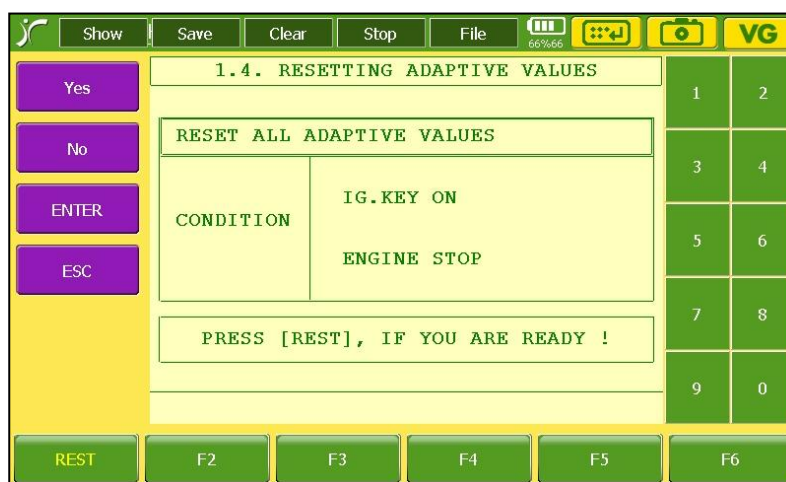 Show Save Clear Stop File 66%66 VG
Yes
No
ENTER
ESC
1.4. RESETTING ADAPTIVE VALUES
RESET ALL ADAPTIVE VALUES
CONDITION
IG.KEY ON
ENGINE STOP
PRESS [REST], IF YOU ARE READY !
1 2
3 4
5 6
7 8
9 0
REST F2 F3 F4 F5 F6